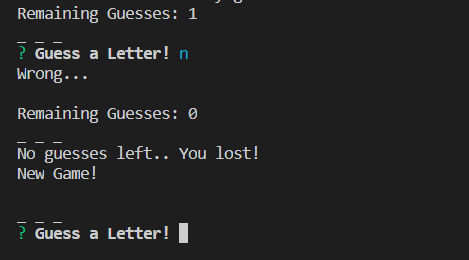 Remaining Guesses: 1
_ _ _
? Guess a Letter! n
Wrong...
Remaining Guesses: 0
_ _ _
No guesses left.. You lost!
New Game!
_ _ _
? Guess a Letter!